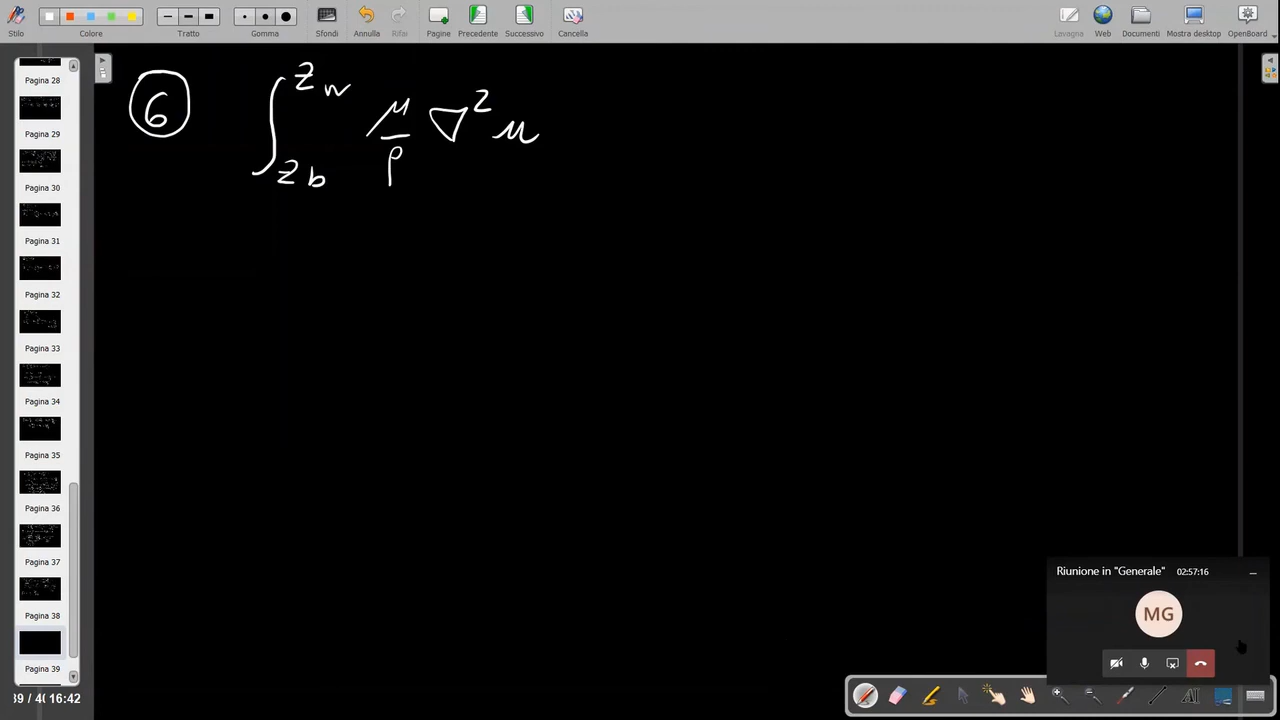 Stilo Colore Tratto Gomma Sfondi Annulla Rifai Pagine Precedente Successivo Cancella Lavagna Web Documenti Mostra desktop OpenBoard
⑥ ∫_{zb}^{zw} μ/ρ ∇² u
Pagina 28
Pagina 29
Pagina 30
Pagina 31
Pagina 32
Pagina 33
Pagina 34
Pagina 35
Pagina 36
Pagina 37
Pagina 38
Pagina 39
16:42
Riunione in "Generale" 02:57:16
MG